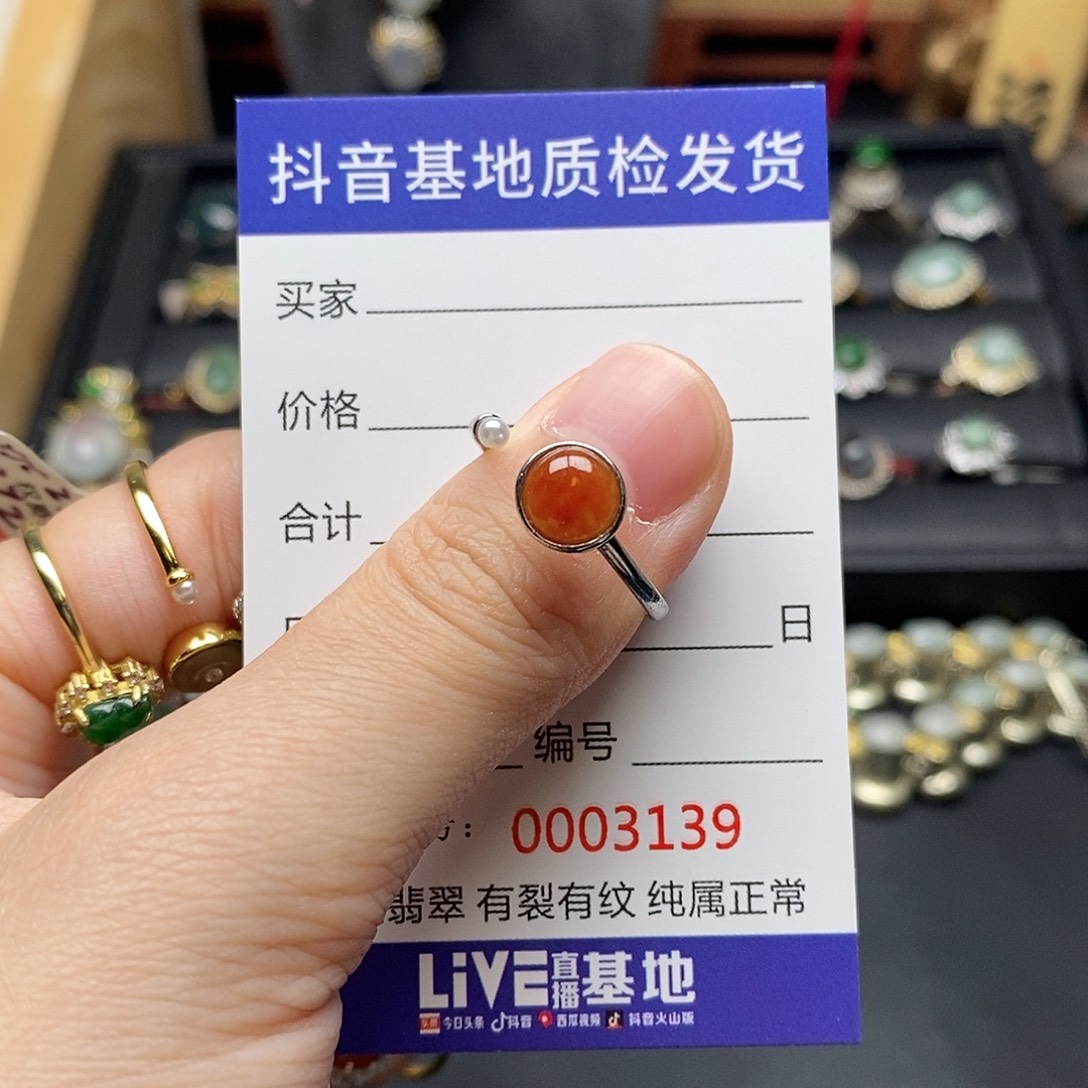 抖音基地质检发货
买家
价格
合计
日
编号
: 0003139
翡翠 有裂有纹 纯属正常
LiVE直播基地
头条 今日头条 抖音 西瓜视频 抖音火山版